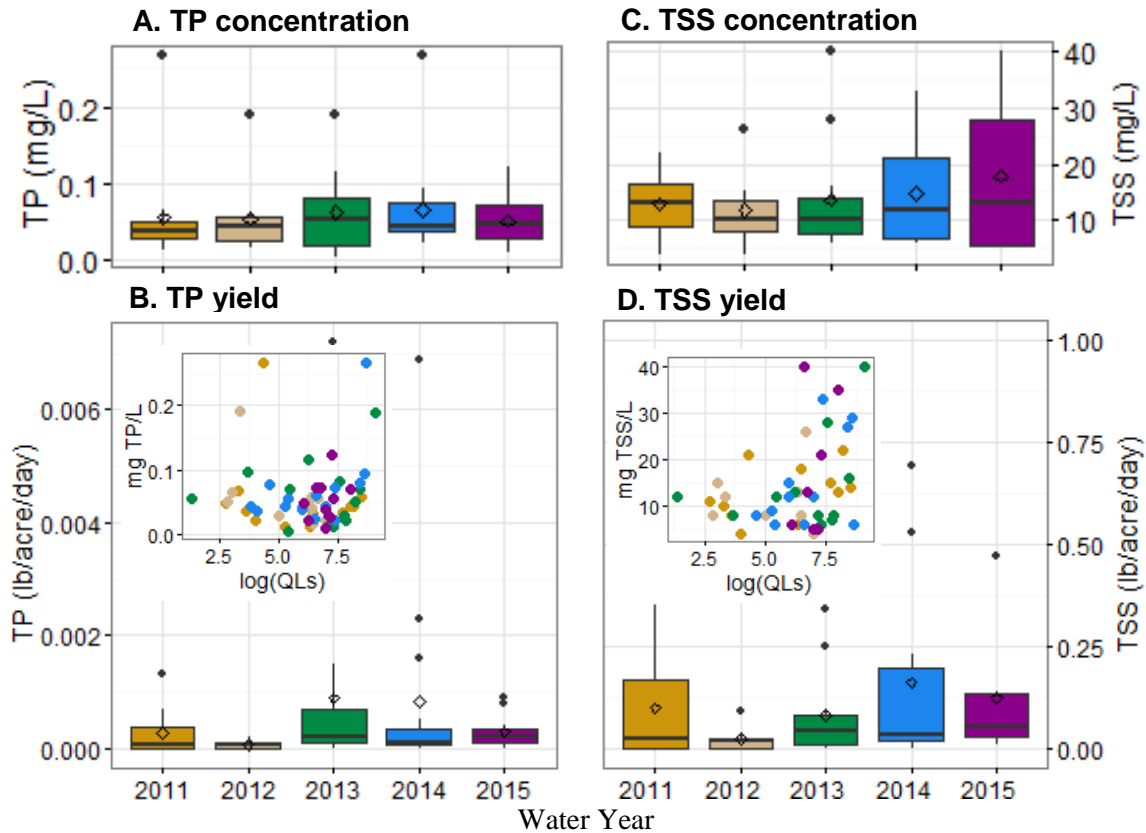 A. TP concentration
C. TSS concentration
TP (mg/L)
0.2
0.1
0.0
40
30
20
10
TSS (mg/L)
B. TP yield
D. TSS yield
TP (lb/acre/day)
0.006
0.004
0.002
0.000
mg TP/L
0.2
0.1
0.0
2.5 5.0 7.5
log(QLs)
mg TSS/L
40
30
20
10
2.5 5.0 7.5
log(QLs)
1.00
0.75
0.50
0.25
0.00
TSS (lb/acre/day)
2011 2012 2013 2014 2015
2011 2012 2013 2014 2015
Water Year